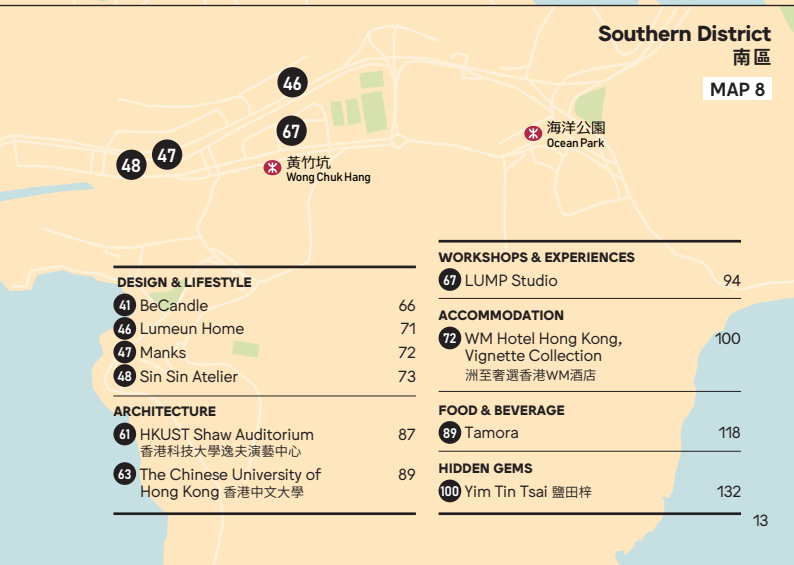 Southern District
南區
MAP 8
46
67
48
47
黃竹坑
Wong Chuk Hang
海洋公園
Ocean Park
DESIGN & LIFESTYLE
41 BeCandle 66
46 Lumeun Home 71
47 Manks 72
48 Sin Sin Atelier 73
ARCHITECTURE
61 HKUST Shaw Auditorium 87
香港科技大學逸夫演藝中心
63 The Chinese University of 89
Hong Kong 香港中文大學
WORKSHOPS & EXPERIENCES
67 LUMP Studio 94
ACCOMMODATION
72 WM Hotel Hong Kong, 100
Vignette Collection
洲至奢選香港WM酒店
FOOD & BEVERAGE
89 Tamora 118
HIDDEN GEMS
100 Yim Tin Tsai 鹽田梓 132
13